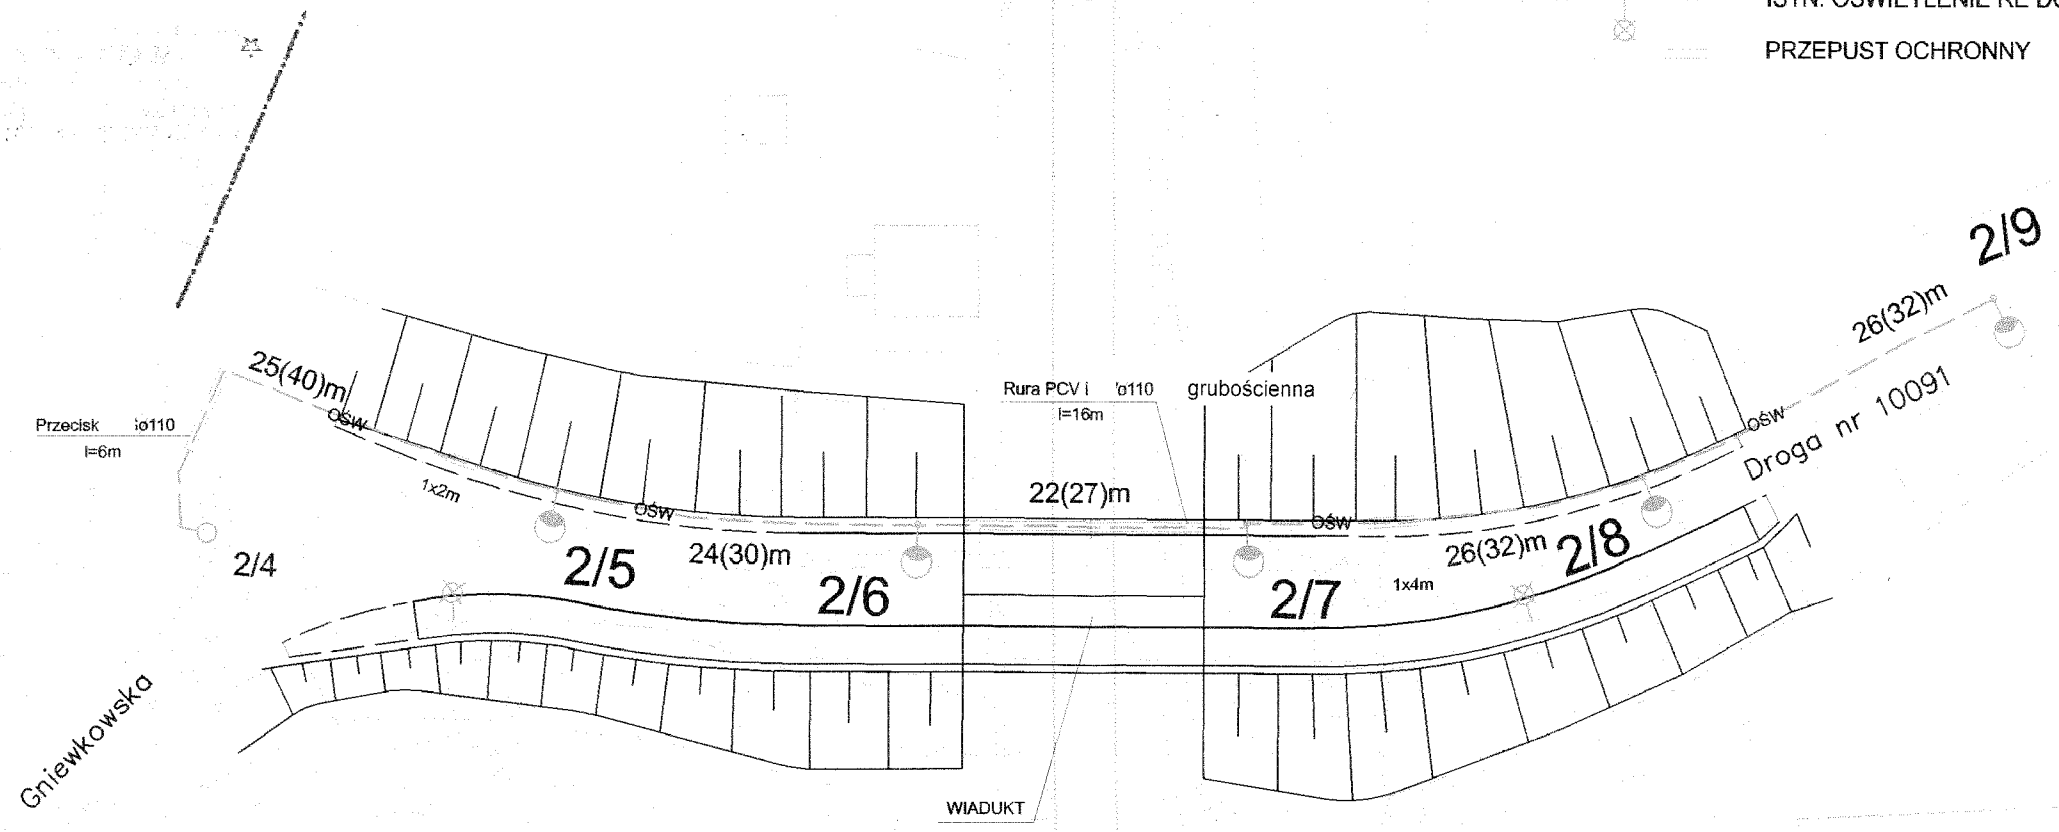 ISTN. OŚWIETLENIE KL
PRZEPUST OCHRONNY
2/9
26(32)m
Droga nr 10091
OŚW
25(40)m
OŚW
Przecisk ø110
l=6m
1x2m
OŚW
Rura PCV ø110 grubościenna
l=16m
22(27)m
OŚW
2/4
2/5
24(30)m
2/6
2/7
1x4m
26(32)m
2/8
Gniewkowska
WIADUKT